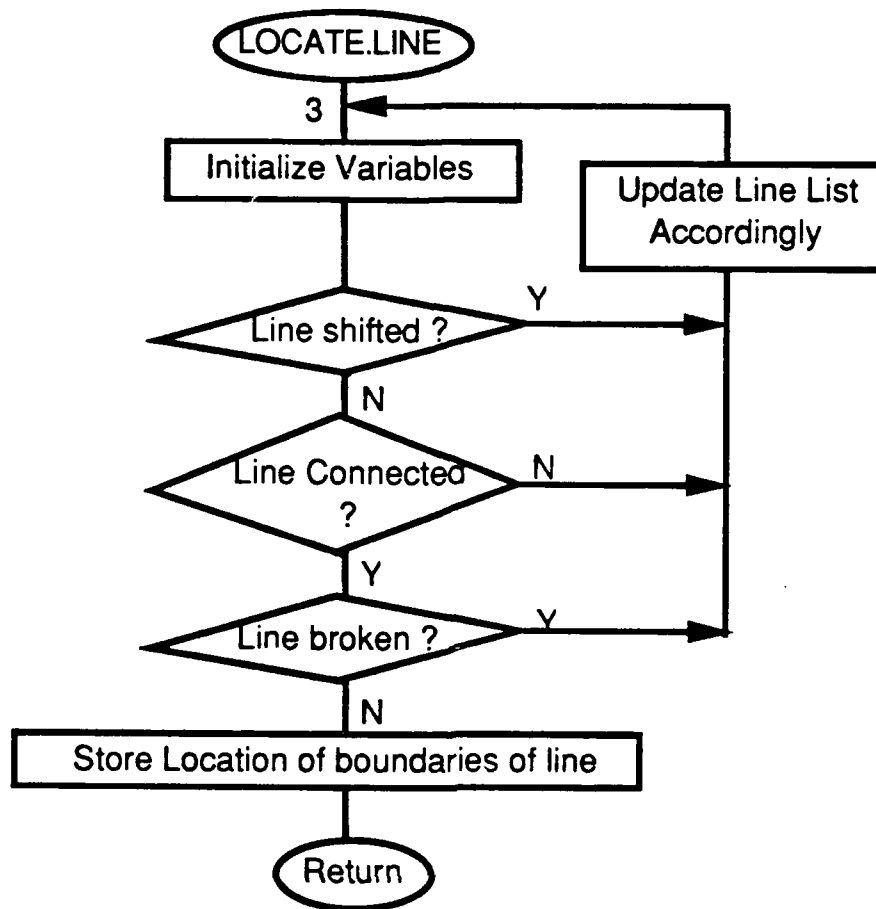 LOCATE.LINE
3
Initialize Variables
Update Line List
Accordingly
Line shifted ?
Y
N
Line Connected
?
N
Y
Line broken ?
Y
N
Store Location of boundaries of line
Return